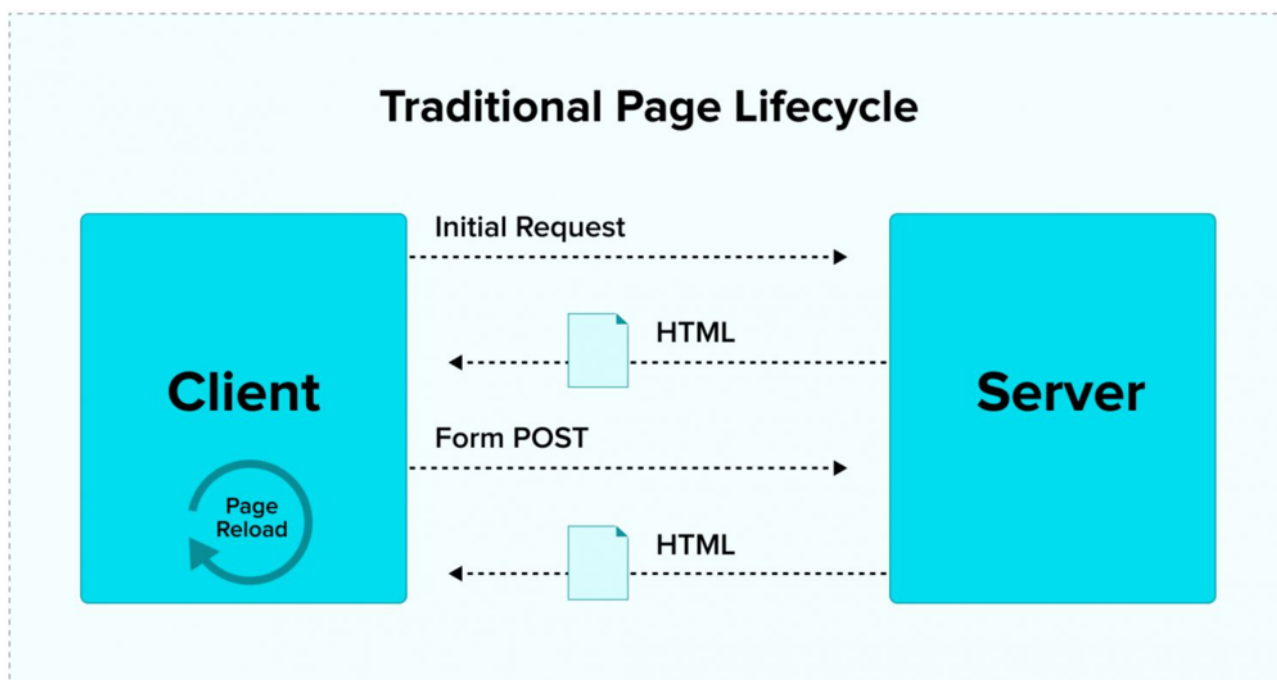 Traditional Page Lifecycle
Initial Request
HTML
Client
Server
Form POST
Page
Reload
HTML